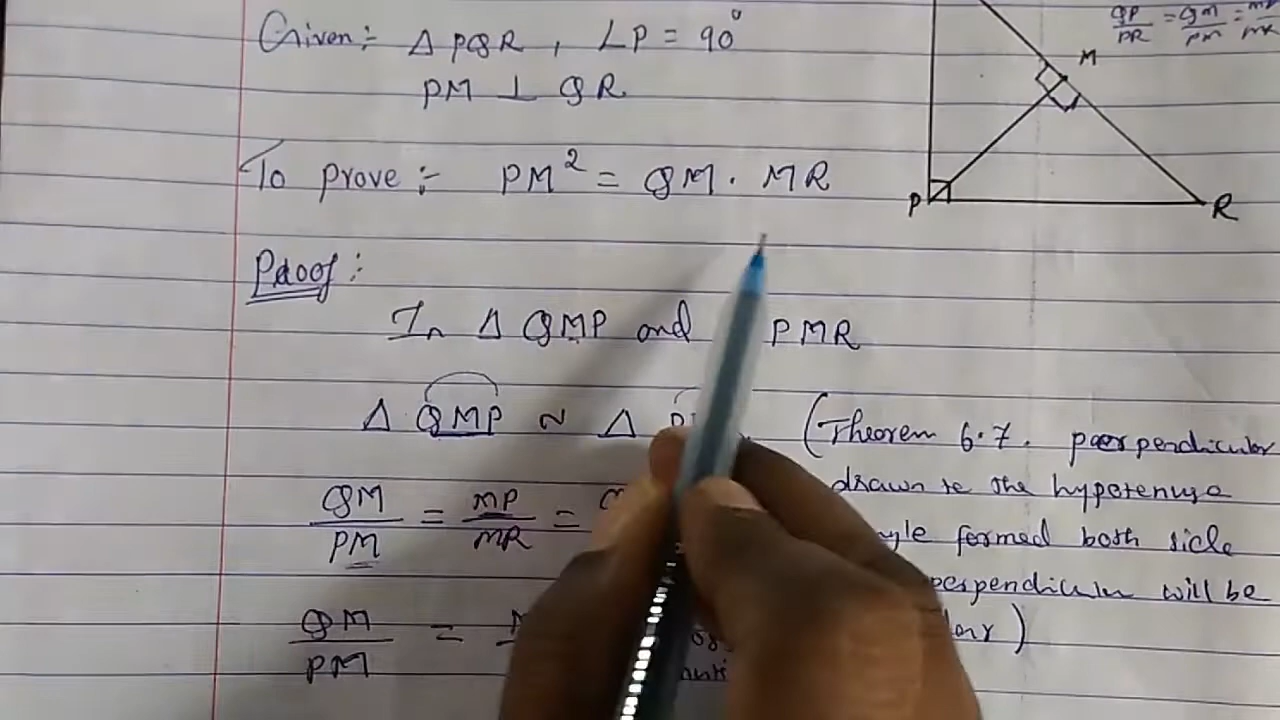 Given :- Δ PQR , ∠P = 90°
PM ⊥ QR
QP/PR = QM/PM = MP/MR
M
P
R
To prove :- PM² = QM . MR
Proof :
In Δ QMP and PMR
Δ QMP ~ Δ
(Theorem 6.7. perpendicular
drawn to the hypotenuse
formed both side
perpendicular will be
QM/PM = MP/MR =
QM/PM =